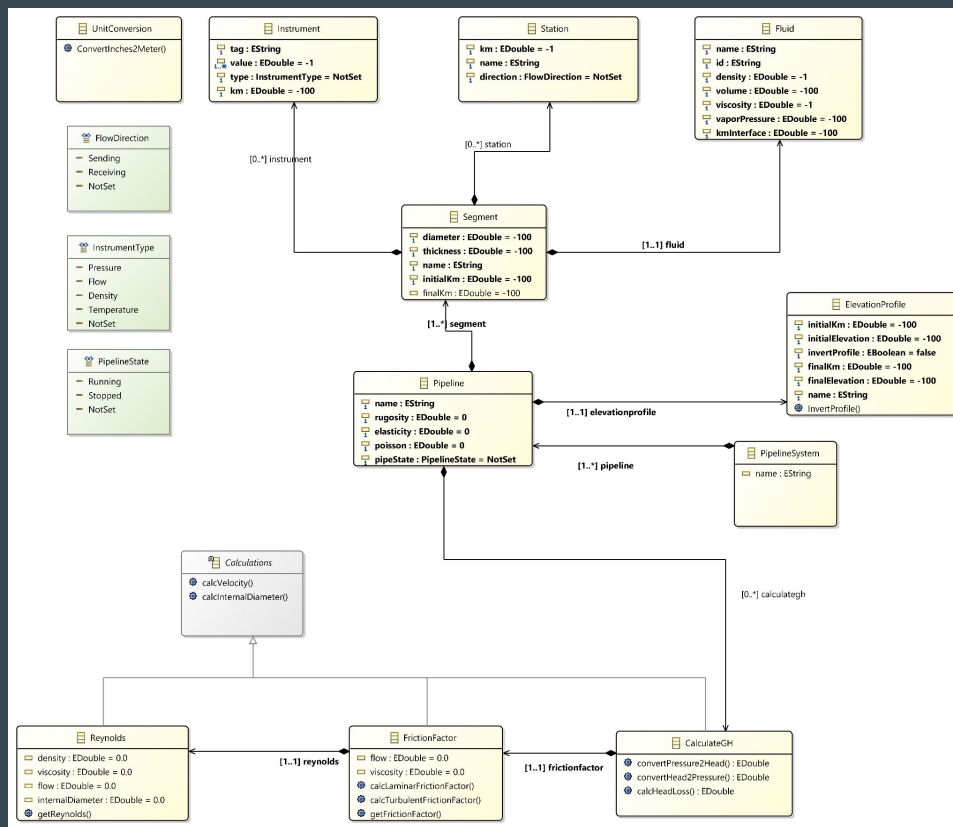 UnitConversion
ConvertInches2Meter()
Instrument
tag : EString
value : EDouble = -1
type : InstrumentType = NotSet
km : EDouble = -100
Station
km : EDouble = -1
name : EString
direction : FlowDirection = NotSet
Fluid
name : EString
id : EString
density : EDouble = -1
volume : EDouble = -100
viscosity : EDouble = -1
vaporPressure : EDouble = -100
kmInterface : EDouble = -100
FlowDirection
Sending
Receiving
NotSet
[0..*] instrument
[0..*] station
InstrumentType
Pressure
Flow
Density
Temperature
NotSet
Segment
diameter : EDouble = -100
thickness : EDouble = -100
name : EString
initialKm : EDouble = -100
finalKm : EDouble = -100
[1..1] fluid
[1..*] segment
ElevationProfile
initialKm : EDouble = -100
initialElevation : EDouble = -100
invertProfile : EBoolean = false
finalKm : EDouble = -100
finalElevation : EDouble = -100
name : EString
InvertProfile()
PipelineState
Running
Stopped
NotSet
Pipeline
name : EString
rugosity : EDouble = 0
elasticity : EDouble = 0
poisson : EDouble = 0
pipeState : PipelineState = NotSet
[1..1] elevationprofile
[1..*] pipeline
PipelineSystem
name : EString
Calculations
calcVelocity()
calcInternalDiameter()
[0..*] calculategh
Reynolds
density : EDouble = 0.0
viscosity : EDouble = 0.0
flow : EDouble = 0.0
internalDiameter : EDouble = 0.0
getReynolds()
[1..1] reynolds
FrictionFactor
flow : EDouble = 0.0
viscosity : EDouble = 0.0
calcLaminarFrictionFactor()
calcTurbulentFrictionFactor()
getFrictionFactor()
[1..1] frictionfactor
CalculateGH
convertPressure2Head() : EDouble
convertHead2Pressure() : EDouble
calcHeadLoss() : EDouble